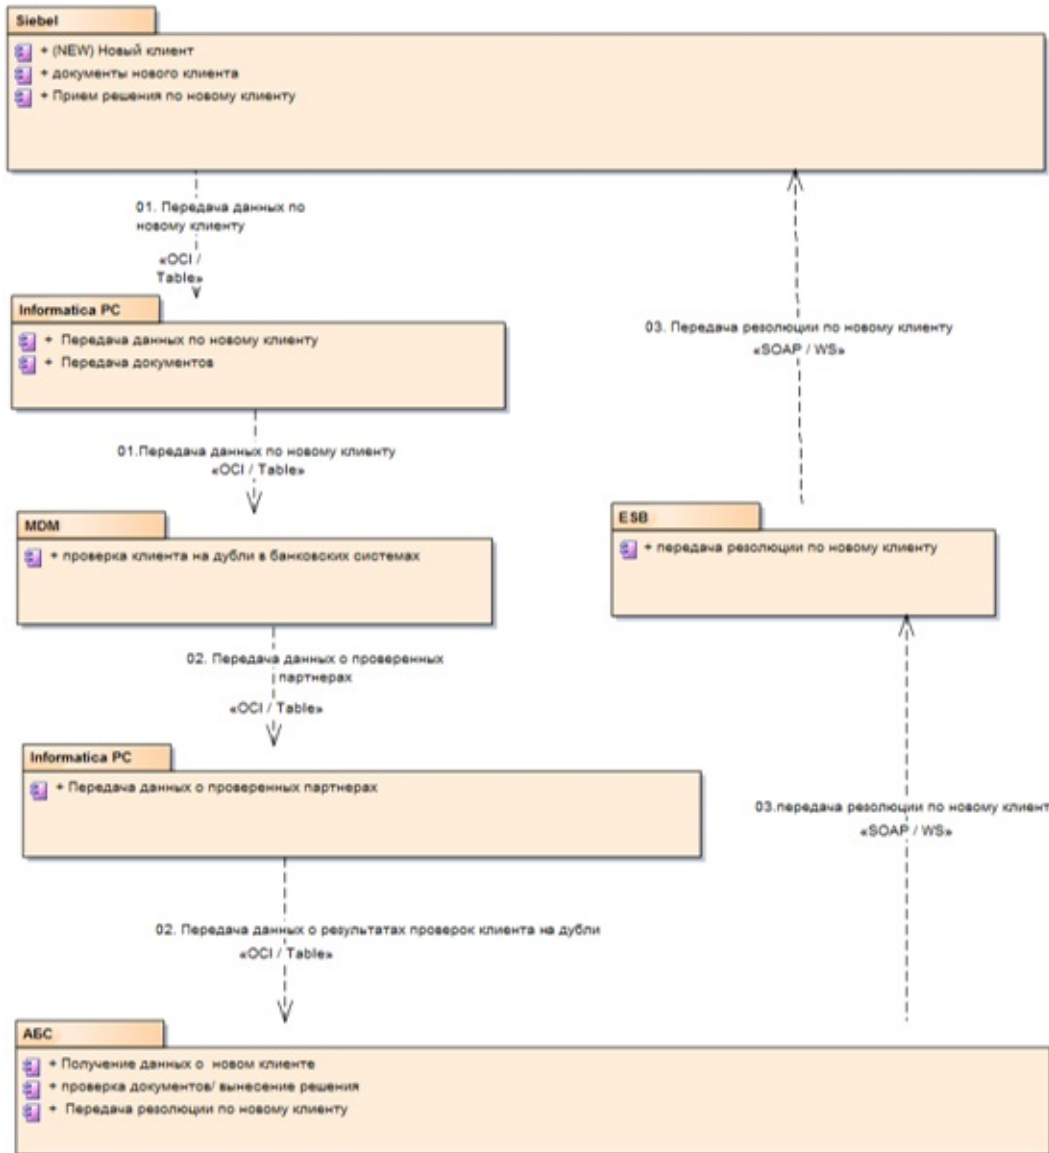 Siebel
+ (NEW) Новый клиент
+ документы нового клиента
+ Прием решения по новому клиенту
01. Передача данных по
новому клиенту
«OCI /
Table»
Informatica PC
+ Передача данных по новому клиенту
+ Передача документов
03. Передача резолюции по новому клиенту
«SOAP / WS»
01.Передача данных по новому клиенту
«OCI / Table»
MDM
+ проверка клиента на дубли в банковских системах
ESB
+ передача резолюции по новому клиенту
02. Передача данных о проверенных
партнерах
«OCI / Table»
Informatica PC
+ Передача данных о проверенных партнерах
03.передача резолюции по новому клиент
«SOAP / WS»
02. Передача данных о результатах проверок клиента на дубли
«OCI / Table»
АБС
+ Получение данных о новом клиенте
+ проверка документов/ вынесение решения
+ Передача резолюции по новому клиенту